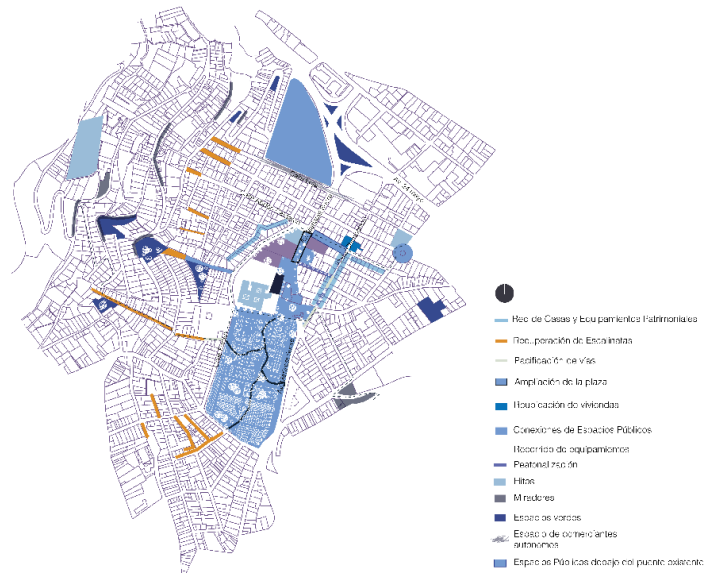 Red de Casas y Equipamientos Patrimoniales
Recuperación de Escalinatas
Pacificación de vías
Ampliación de la plaza
Reubicación de viviendas
Conexiones de Espacios Públicos
Recorrido de equipamientos
Peatonalización
Hitos
Miradores
Espacios verdes
Espacio de comerciantes
autónomos
Espacios Públicos debajo del puente existente